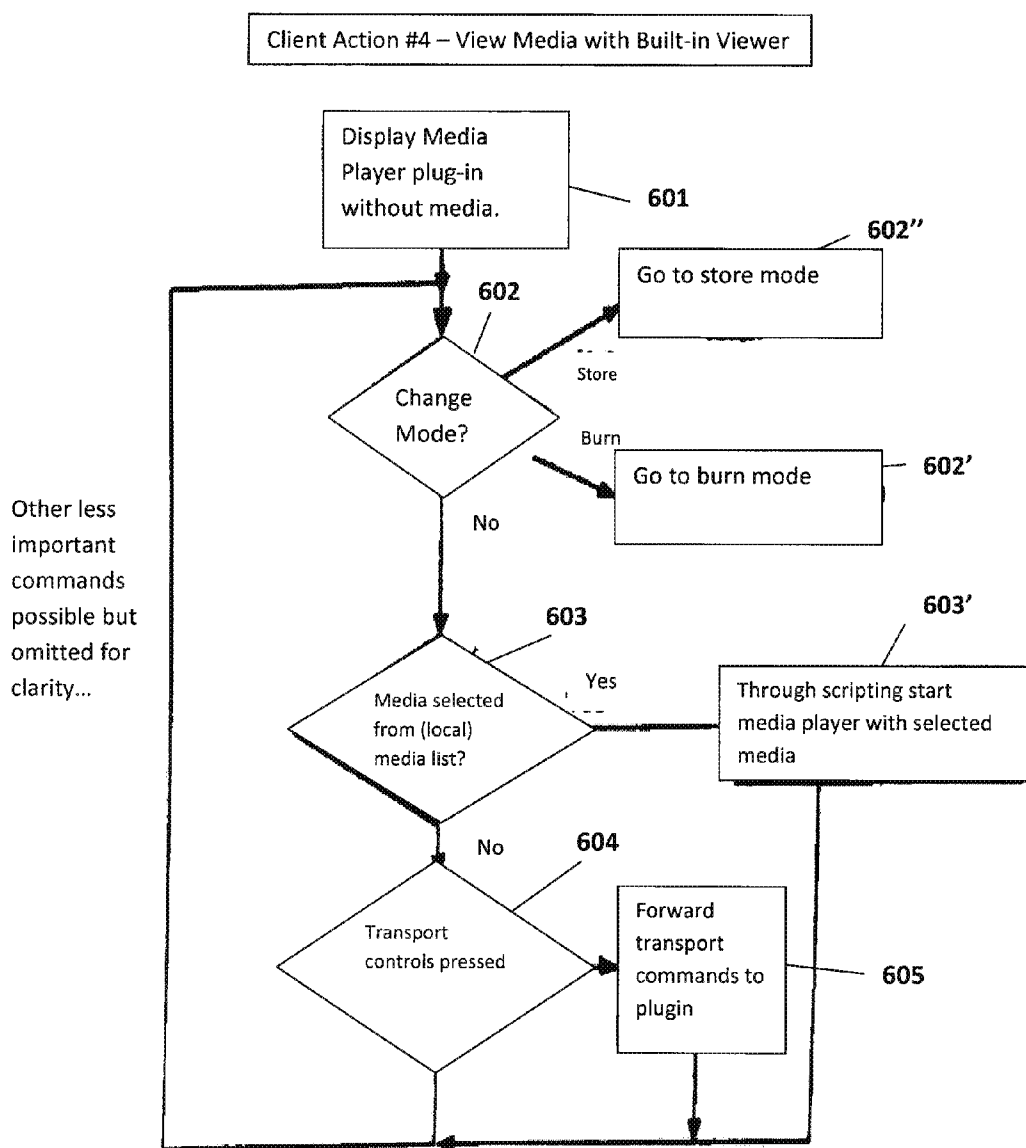 Client Action #4 – View Media with Built-in Viewer
Display Media
Player plug-in
without media.
601
602''
Go to store mode
602
Store
Change
Mode?
Burn
602'
Go to burn mode
No
Other less
important
commands
possible but
omitted for
clarity...
603
603'
Media selected
from (local)
media list?
Yes
Through scripting start
media player with selected
media
No
604
Transport
controls pressed
Forward
transport
commands to
plugin
605